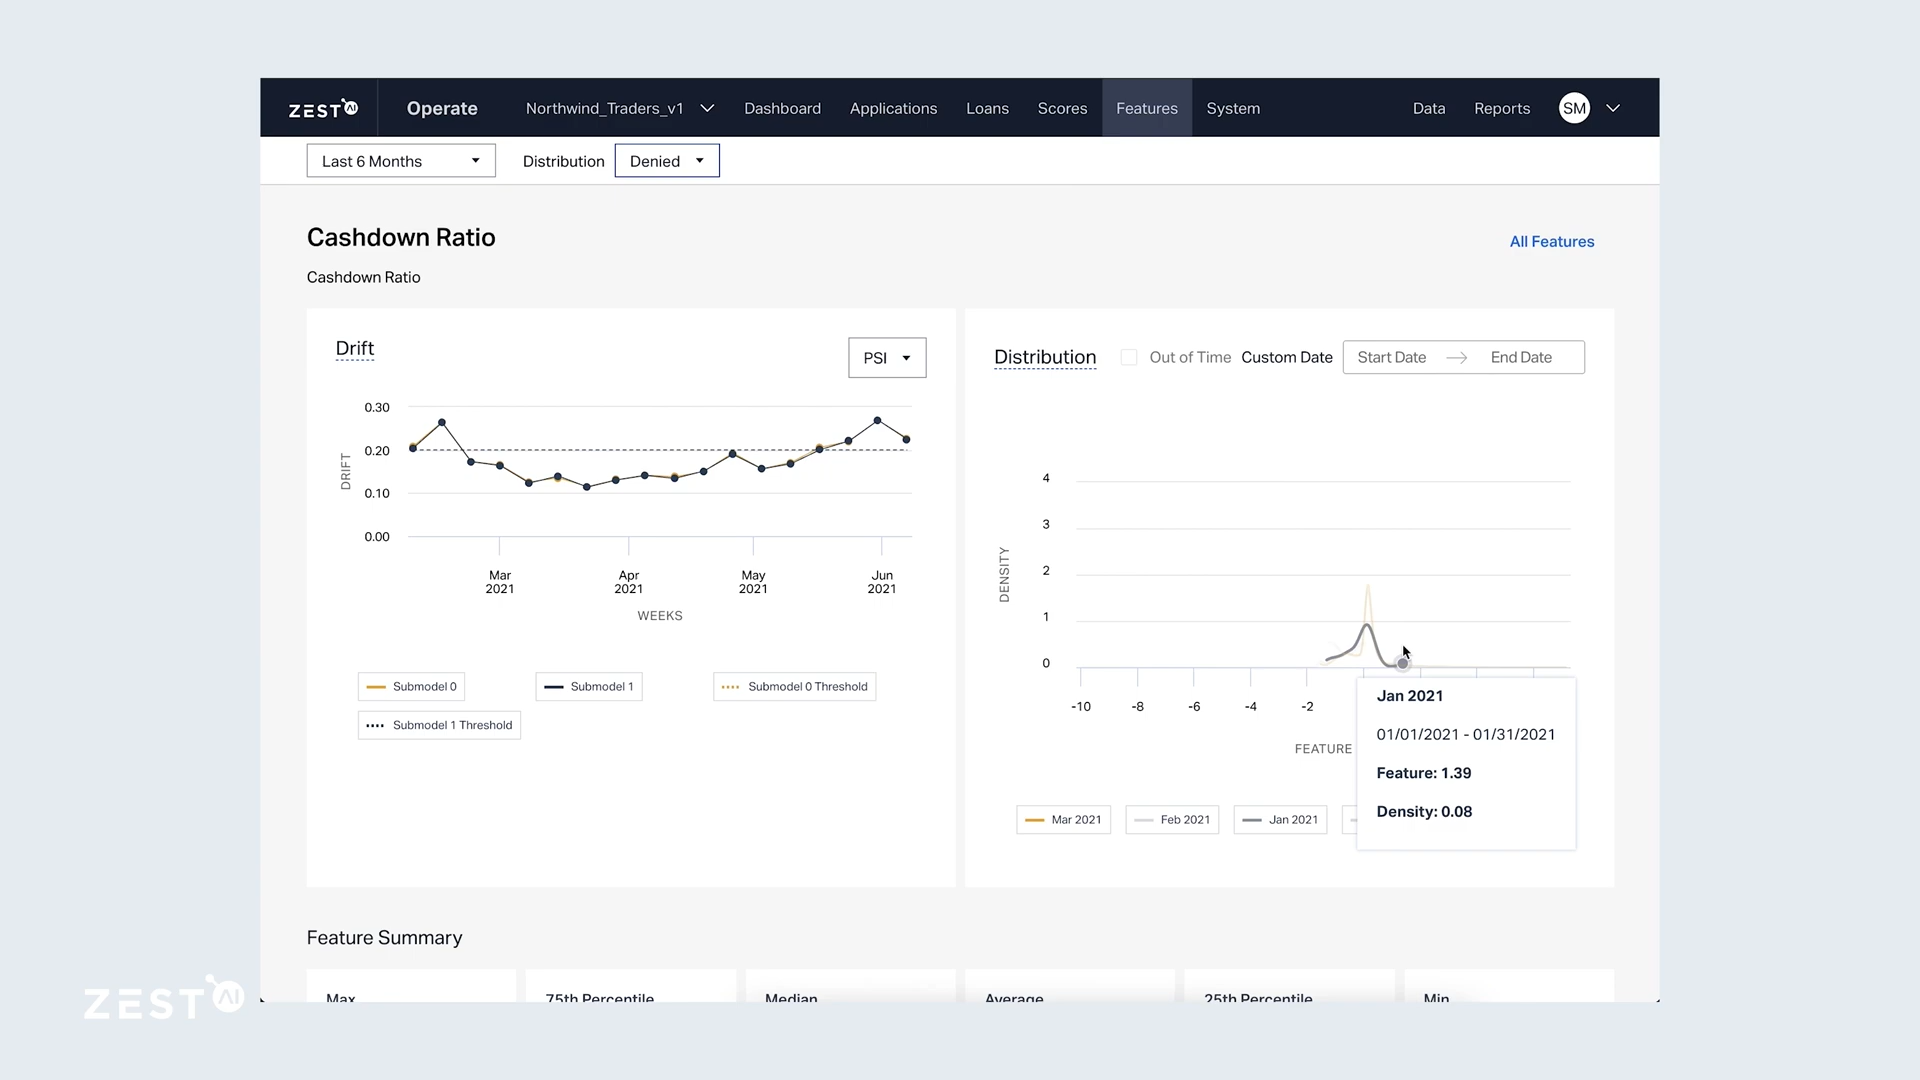 ZEST AI
Operate
Northwind_Traders_v1
Dashboard
Applications
Loans
Scores
Features
System
Data
Reports
SM
Last 6 Months
Distribution
Denied
Cashdown Ratio
All Features
Cashdown Ratio
Drift
PSI
0.30
0.20
0.10
0.00
DRIFT
Mar
2021
Apr
2021
May
2021
Jun
2021
WEEKS
Submodel 0
Submodel 1
Submodel 0 Threshold
Submodel 1 Threshold
Distribution
Out of Time
Custom Date
Start Date
End Date
4
3
2
1
0
DENSITY
-10
-8
-6
-4
-2
FEATURE
Jan 2021
01/01/2021 - 01/31/2021
Feature: 1.39
Density: 0.08
Mar 2021
Feb 2021
Jan 2021
Feature Summary
Max
75th Percentile
Median
Average
25th Percentile
Min
ZEST AI